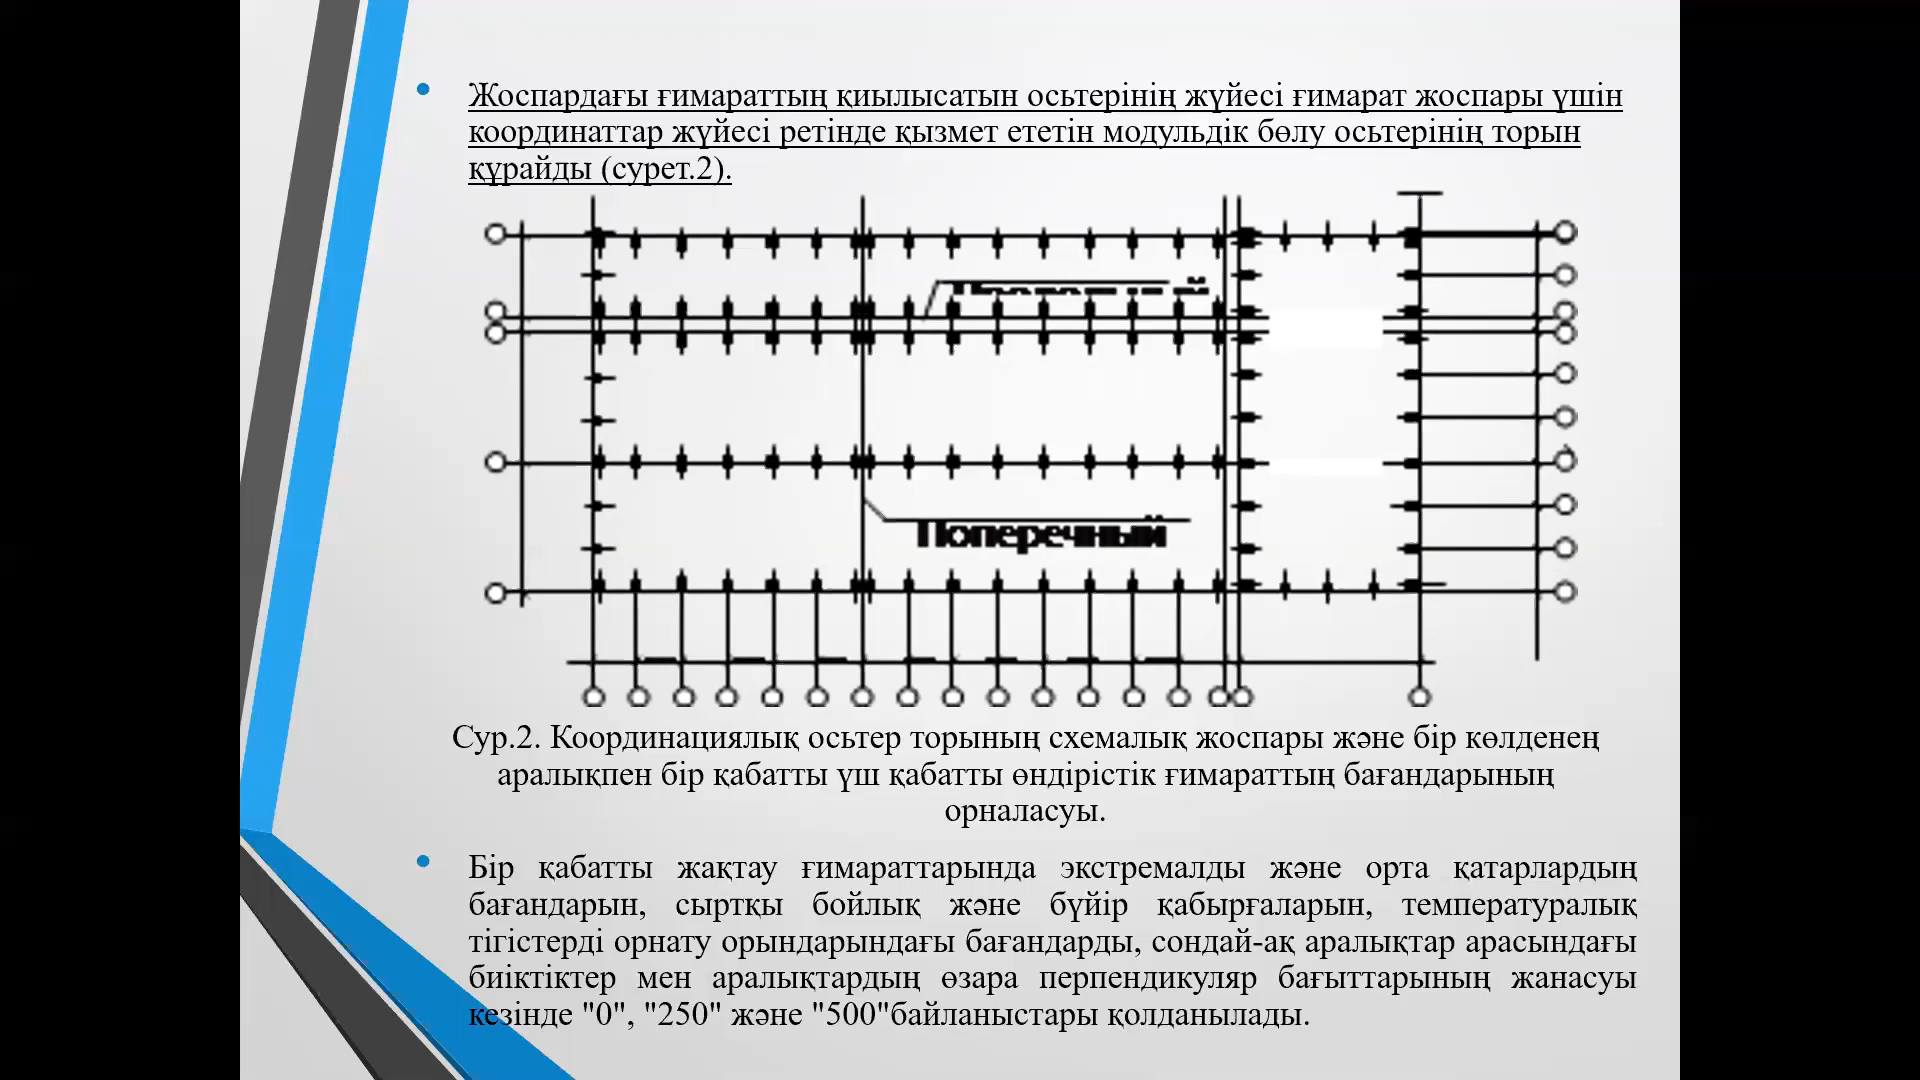 Жоспардағы ғимараттың қиылысатын осьтерінің жүйесі ғимарат жоспары үшін
координаттар жүйесі ретінде қызмет ететін модульдік бөлу осьтерінің торын
құрайды (сурет.2).
Поперечный
Сур.2. Координациялық осьтер торының схемалық жоспары және бір көлденең
аралықпен бір қабатты үш қабатты өндірістік ғимараттың бағандарының
орналасуы.
Бір қабатты жақтау ғимараттарында экстремалды және орта қатарлардың
бағандарын, сыртқы бойлық және бүйір қабырғаларын, температуралық
тігістерді орнату орындарындағы бағандарды, сондай-ақ аралықтар арасындағы
биіктіктер мен аралықтардың өзара перпендикуляр бағыттарының жанасуы
кезінде "0", "250" және "500"байланыстары қолданылады.